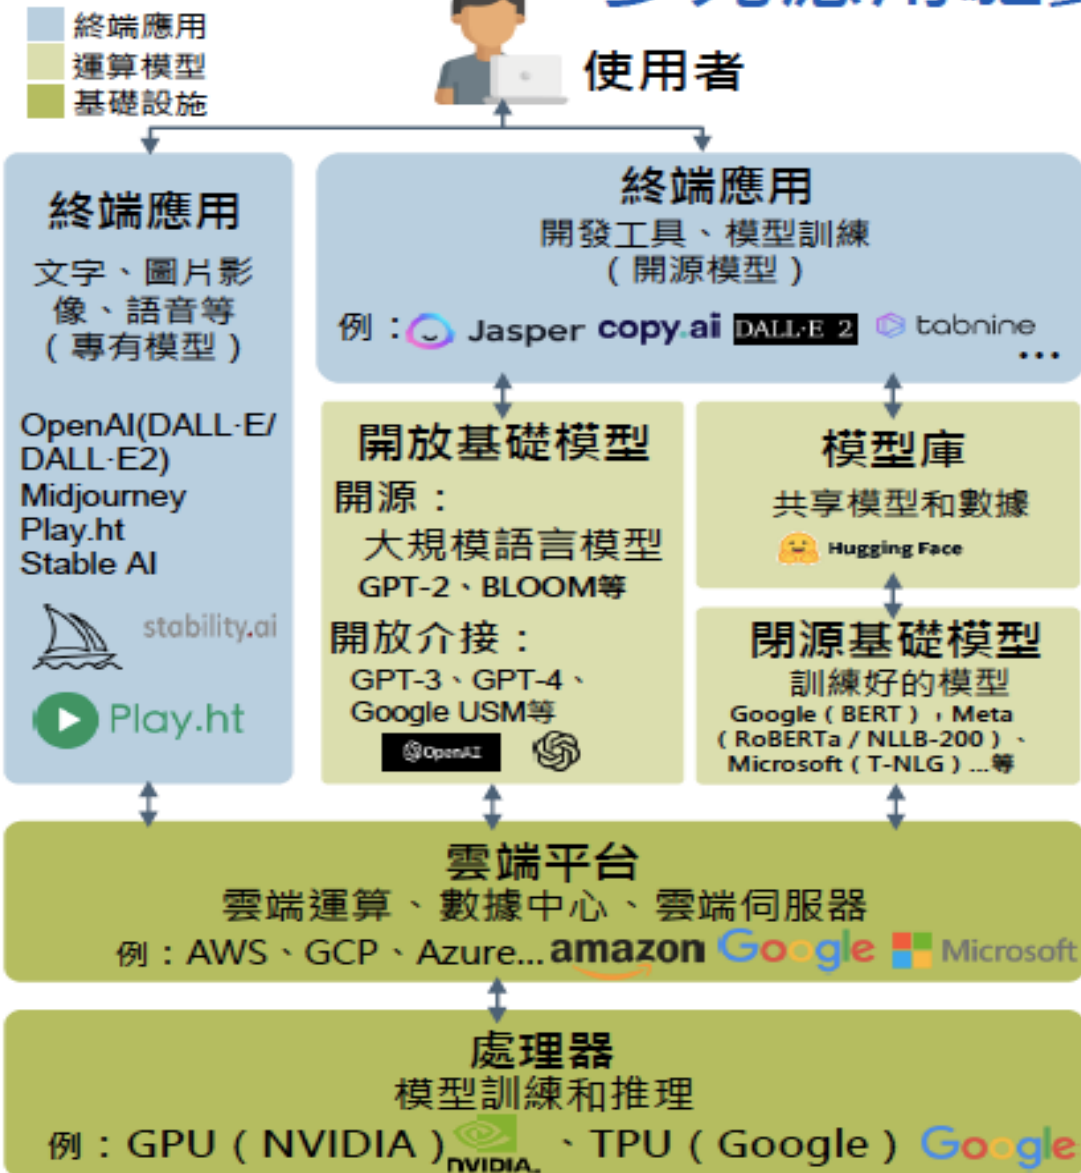 終端應用
運算模型
基礎設施
使用者
終端應用
文字、圖片影
像、語音等
（專有模型）
OpenAI(DALL·E/
DALL·E2)
Midjourney
Play.ht
Stable AI
stability.ai
Play.ht
終端應用
開發工具、模型訓練
（開源模型）
例：Jasper copy.ai DALL·E 2 tabnine
...
開放基礎模型
開源：
大規模語言模型
GPT-2、BLOOM等
開放介接：
GPT-3、GPT-4、
Google USM等
OpenAI
模型庫
共享模型和數據
Hugging Face
閉源基礎模型
訓練好的模型
Google（BERT），Meta
（RoBERTa / NLLB-200）、
Microsoft（T-NLG）...等
雲端平台
雲端運算、數據中心、雲端伺服器
例：AWS、GCP、Azure... amazon Google Microsoft
處理器
模型訓練和推理
例：GPU（NVIDIA）NVIDIA.、TPU（Google）Google